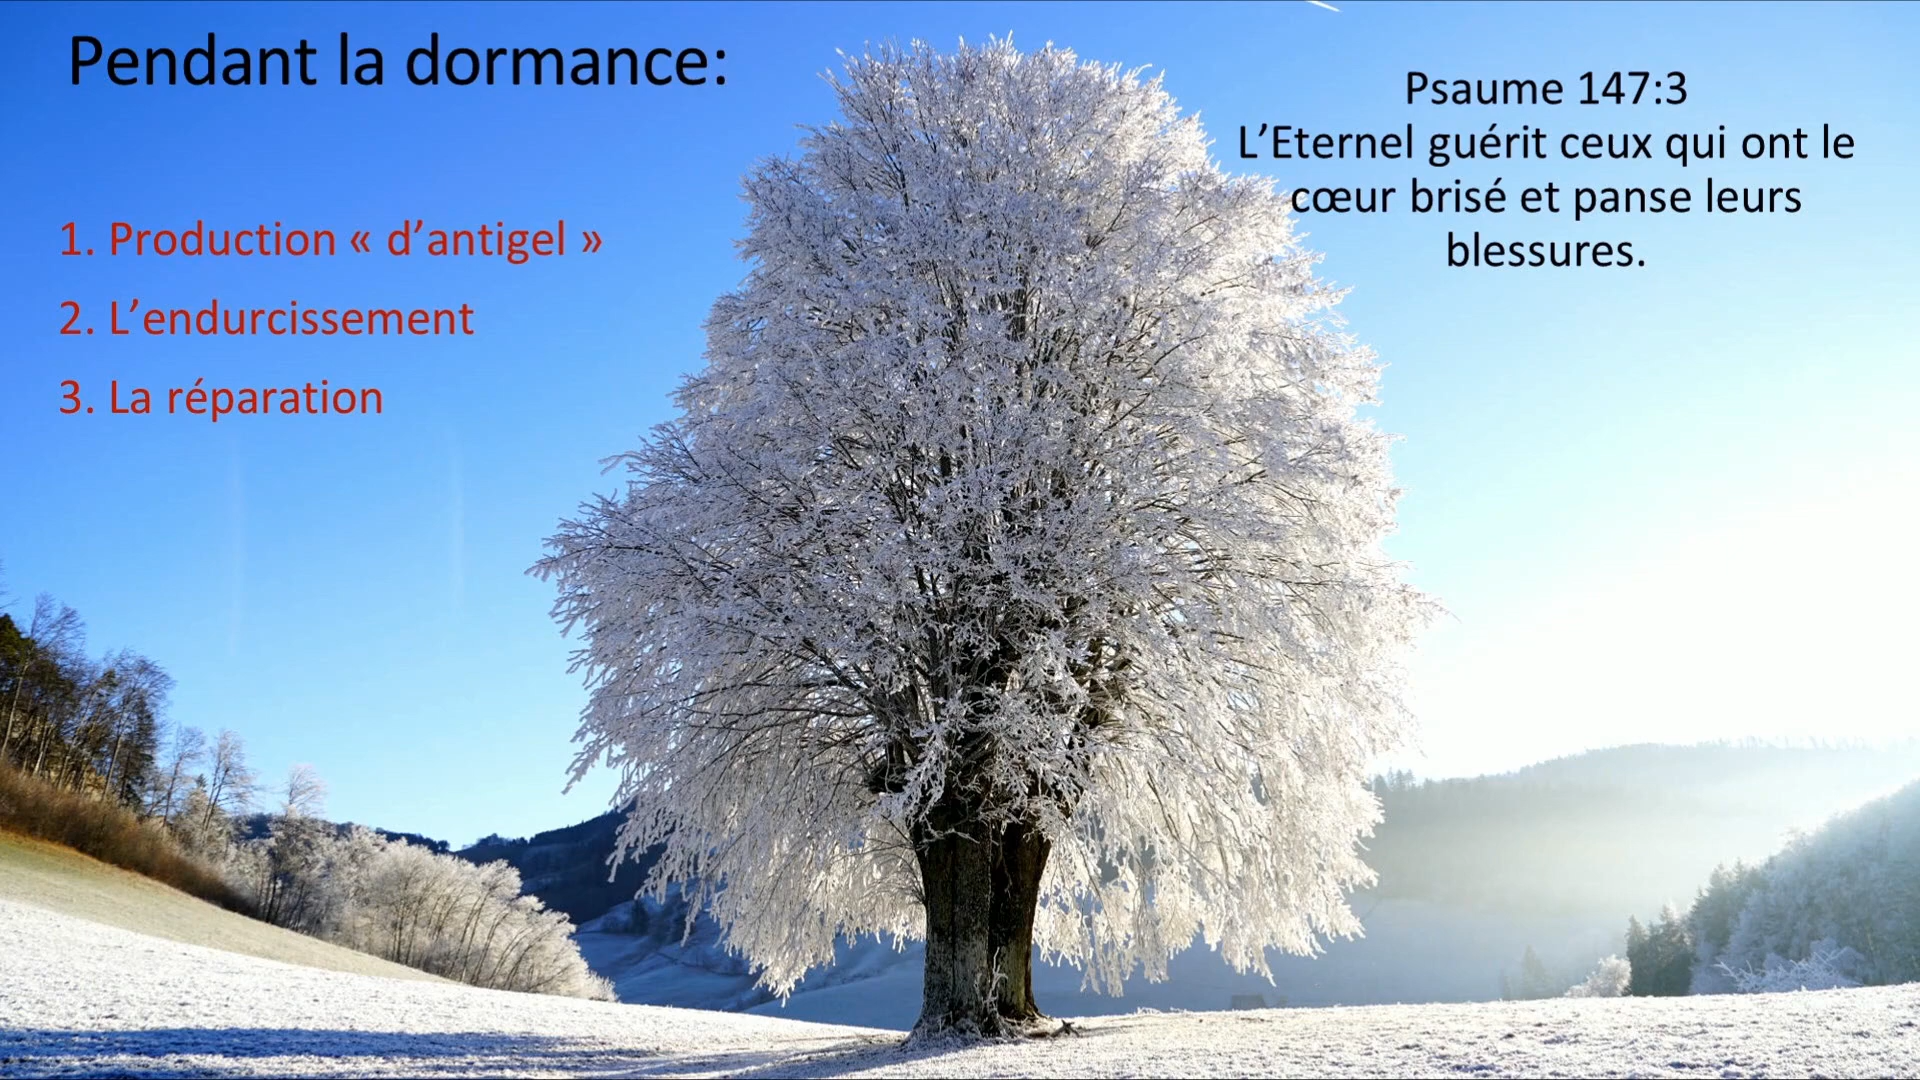 Pendant la dormance:
1. Production « d’antigel »
2. L’endurcissement
3. La réparation
Psaume 147:3
L’Eternel guérit ceux qui ont le
cœur brisé et panse leurs
blessures.